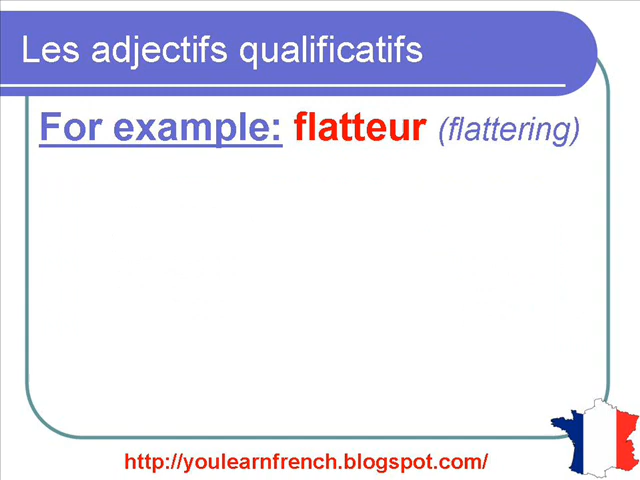 Les adjectifs qualificatifs
For example: flatteur (flattering)
http://youlearnfrench.blogspot.com/